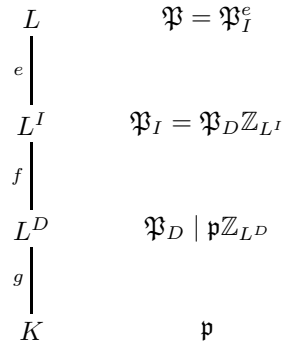 L 𝔓 = 𝔓_I^e
e
L^I 𝔓_I = 𝔓_D ℤ_{L^I}
f
L^D 𝔓_D | 𝔭ℤ_{L^D}
g
K 𝔭